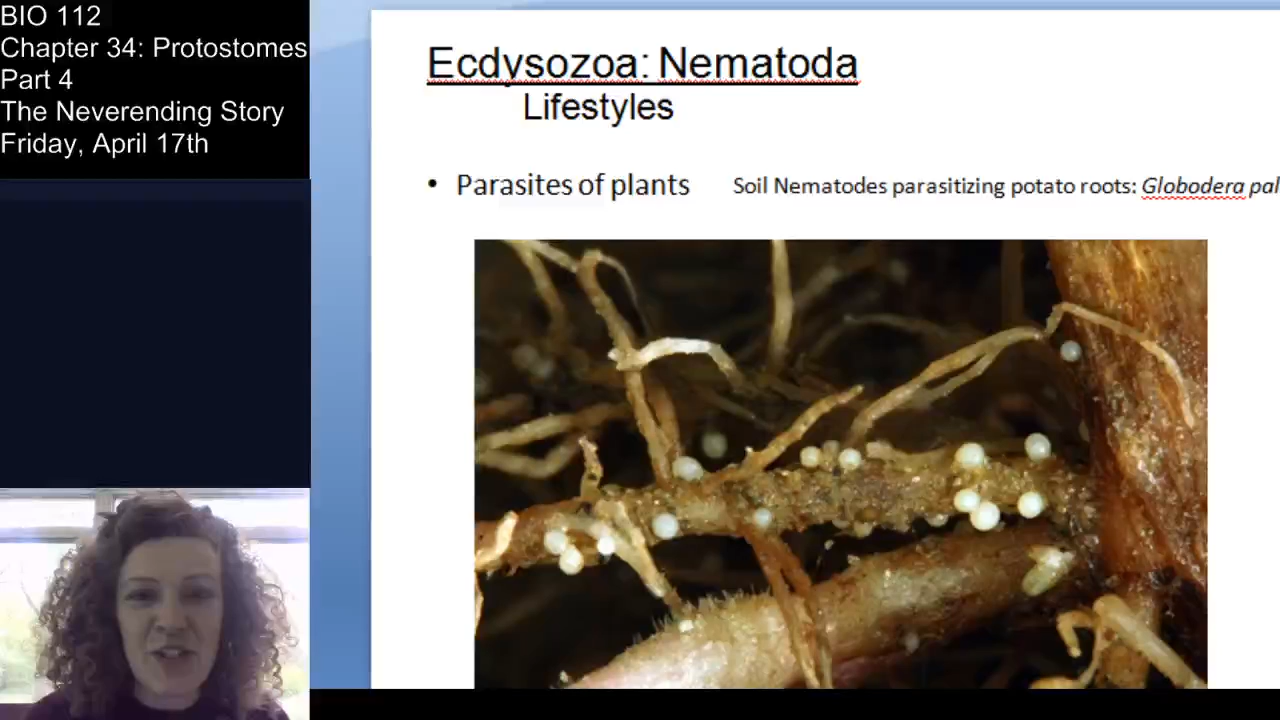 BIO 112
Chapter 34: Protostomes
Part 4
The Neverending Story
Friday, April 17th
Ecdysozoa: Nematoda
Lifestyles
• Parasites of plants
Soil Nematodes parasitizing potato roots: Globodera pal